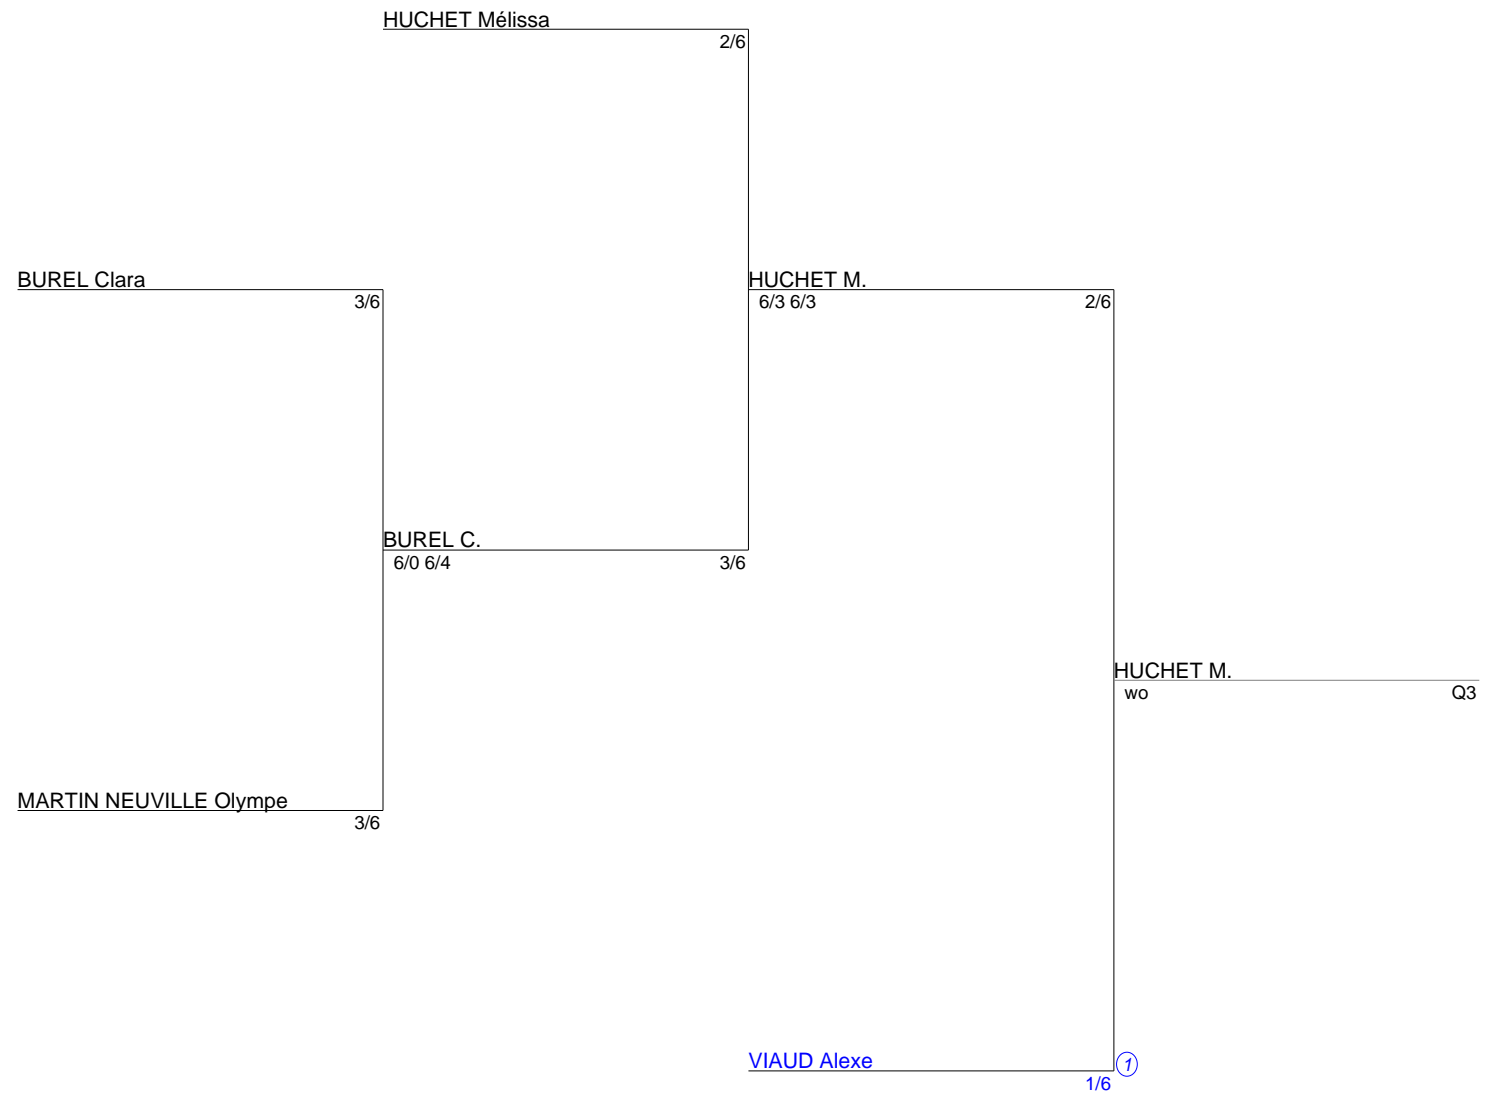 HUCHET Mélissa
2/6
BUREL Clara
3/6
HUCHET M.
6/3 6/3
2/6
BUREL C.
6/0 6/4
3/6
HUCHET M.
wo
Q3
MARTIN NEUVILLE Olympe
3/6
VIAUD Alexe
1
1/6